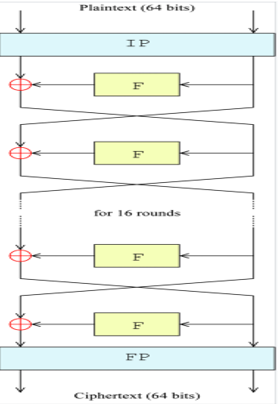 Plaintext (64 bits)
IP
F
F
for 16 rounds
F
F
FP
Ciphertext (64 bits)